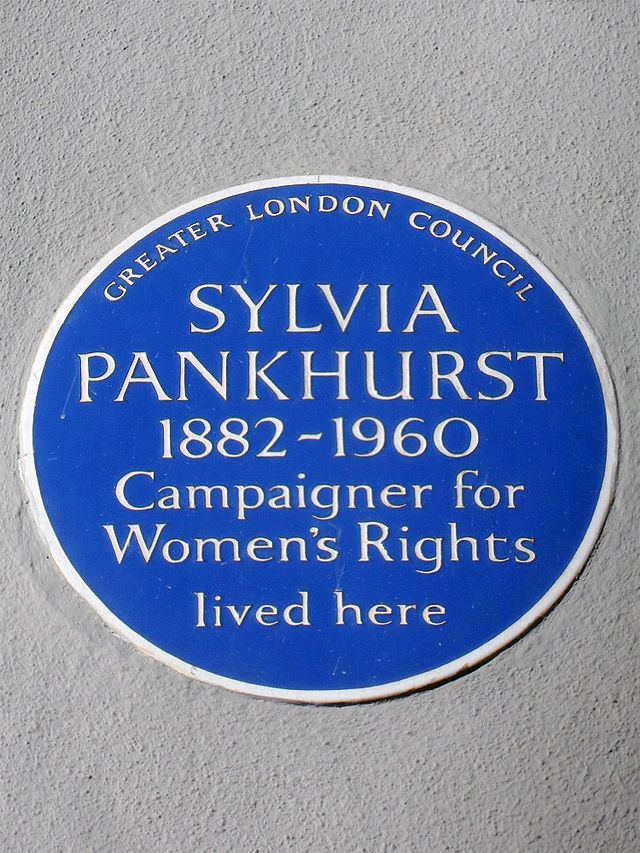 GREATER LONDON COUNCIL
SYLVIA
PANKHURST
1882~1960
Campaigner for
Women's Rights
lived here